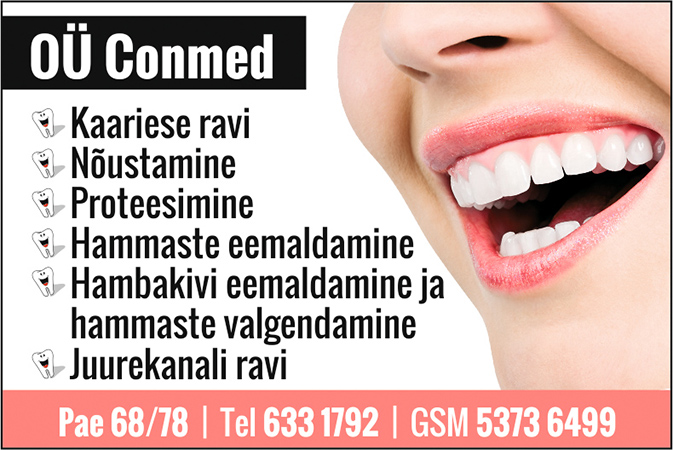 OÜ Conmed
Kaariese ravi
Nõustamine
Proteesimine
Hammaste eemaldamine
Hambakivi eemaldamine ja
hammaste valgendamine
Juurekanali ravi
Pae 68/78 | Tel 633 1792 | GSM 5373 6499